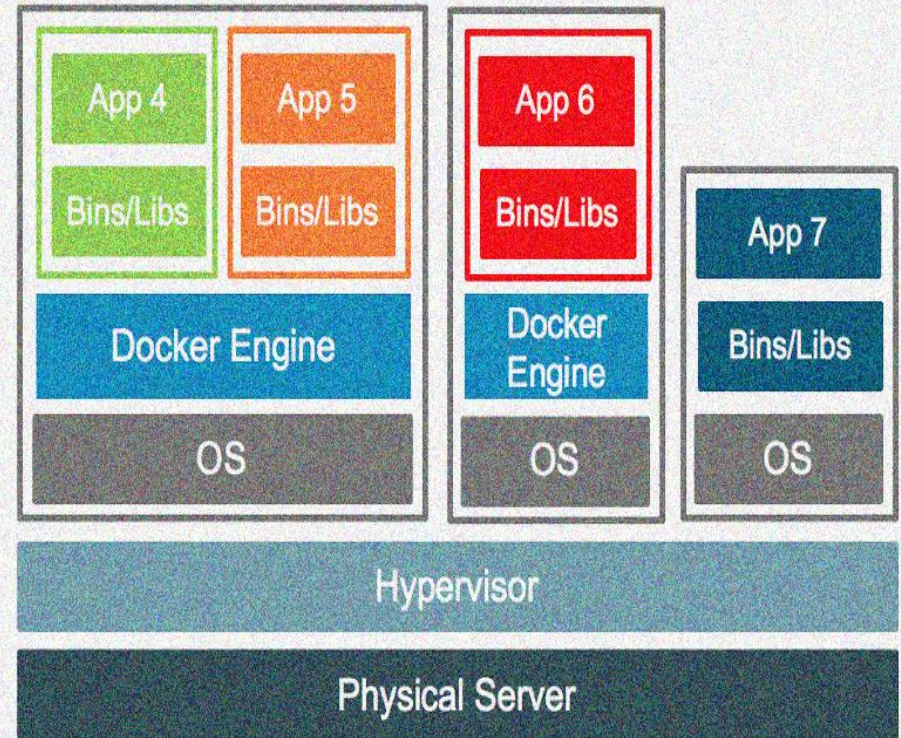 App 4
App 5
App 6
Bins/Libs
Bins/Libs
Bins/Libs
App 7
Docker Engine
Docker
Engine
Bins/Libs
OS
OS
OS
Hypervisor
Physical Server